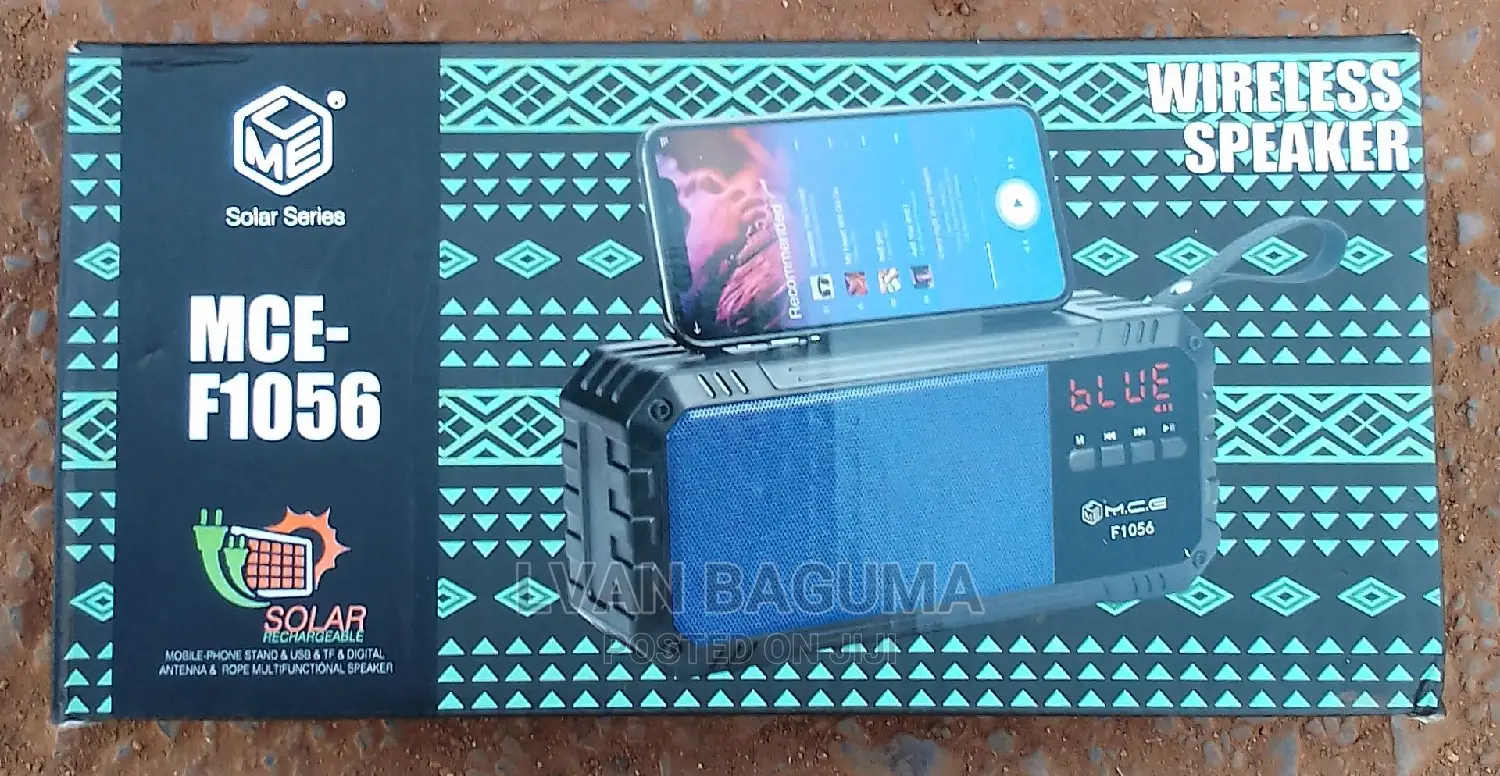 MCE
Solar Series
MCE-
F1056
SOLAR
RECHARGEABLE
MOBILE-PHONE STAND & USB & TF & DIGITAL
ANTENNA & ROPE MULTIFUNCTIONAL SPEAKER
WIRELESS
SPEAKER
Recommended
bLUE
M
M.C.E
F1056
LVAN BAGUMA
POSTED ON JIJI